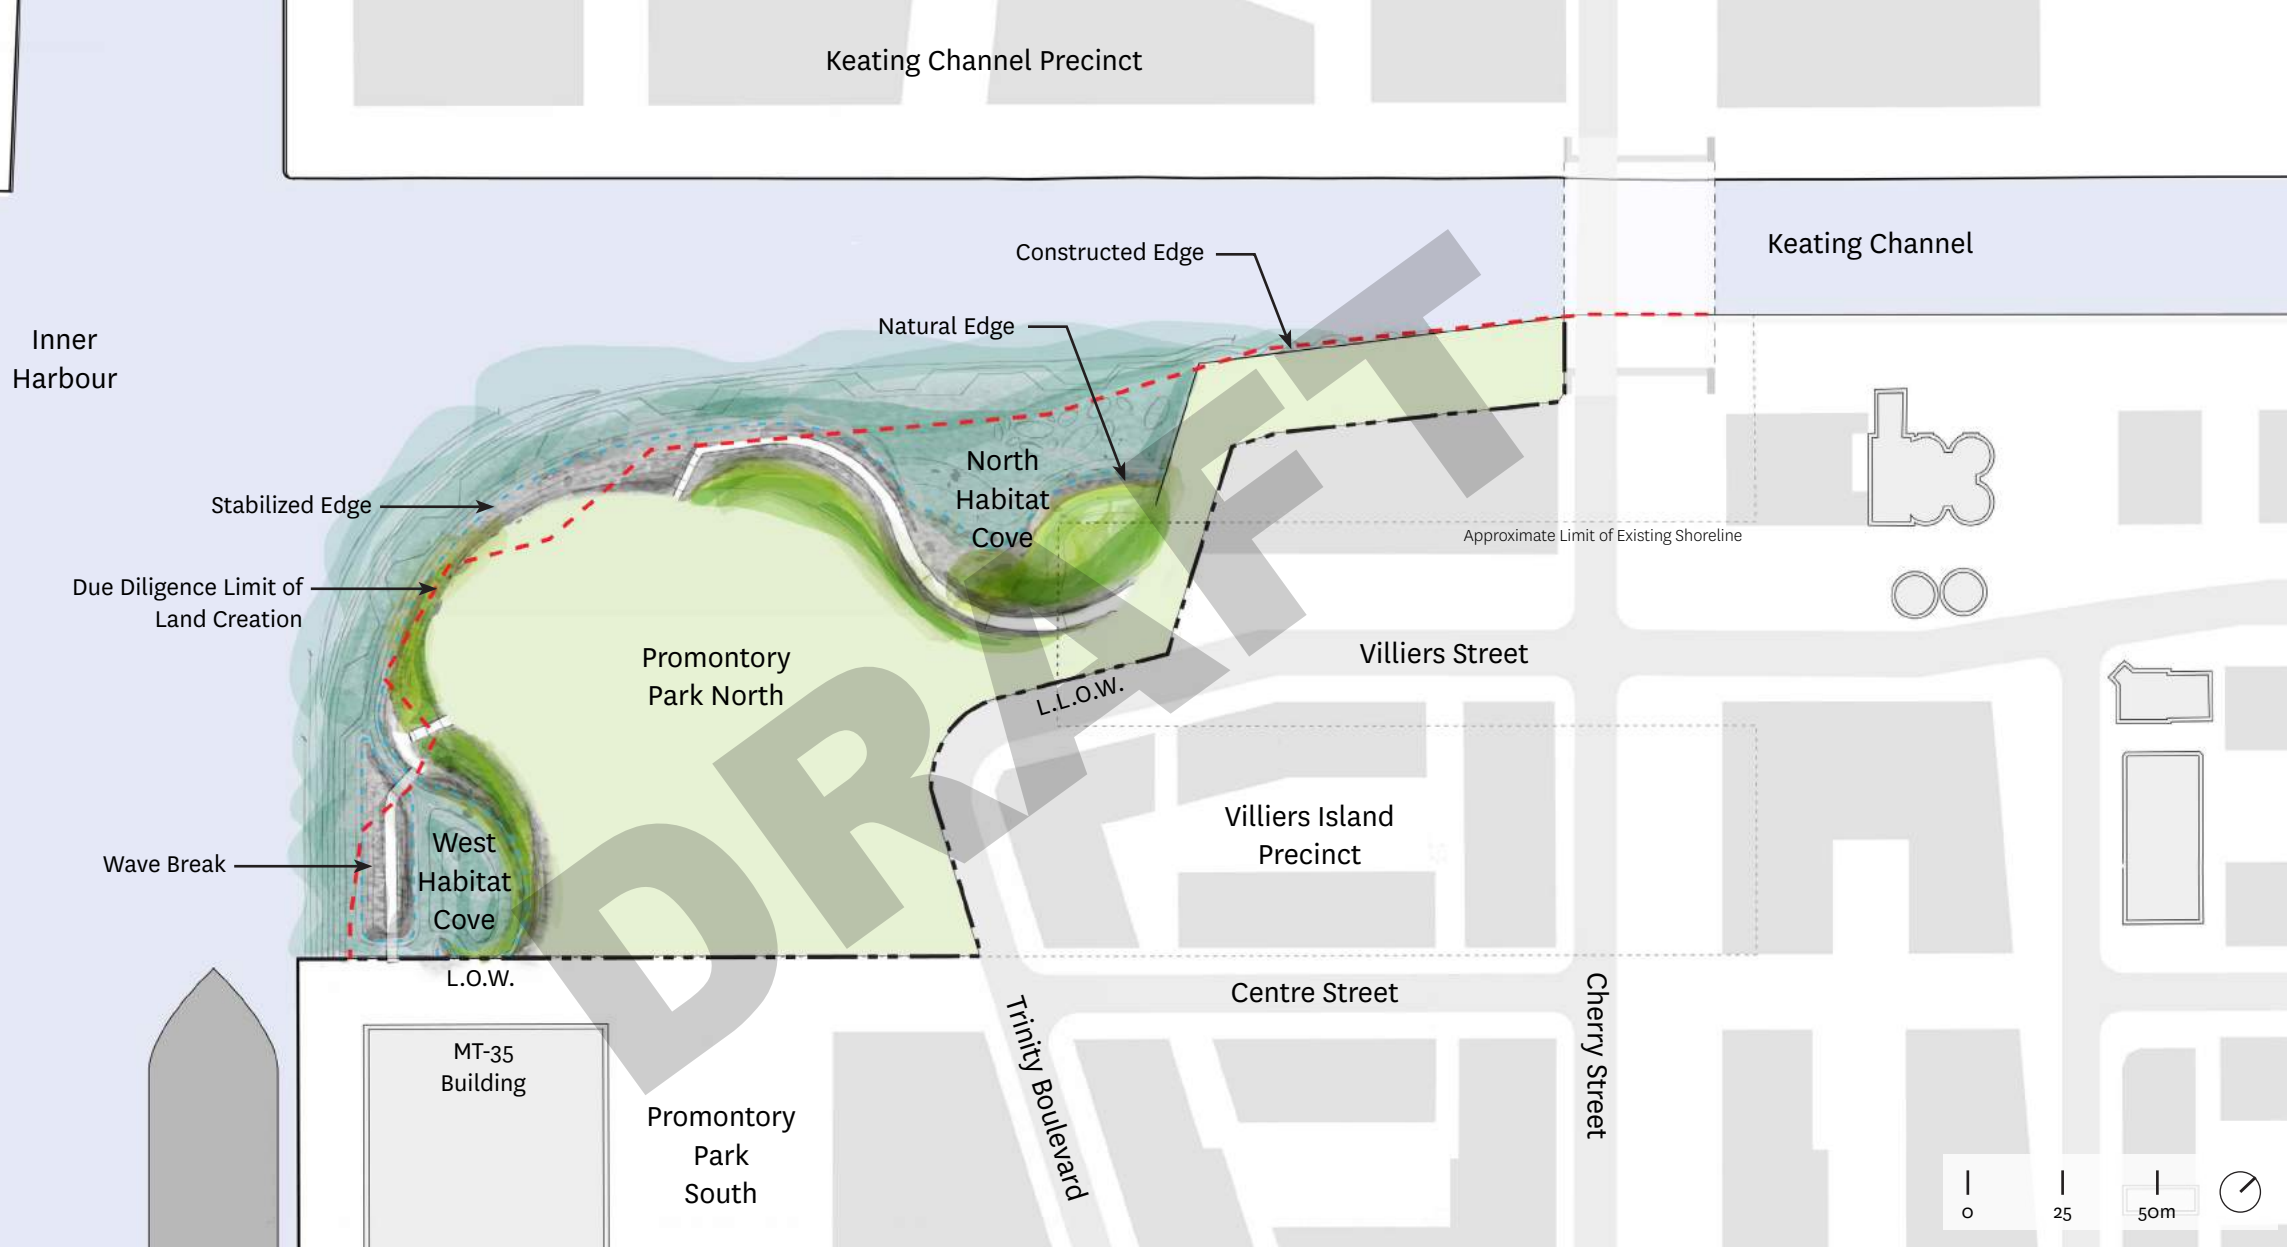 Keating Channel Precinct
Keating Channel
Constructed Edge
Natural Edge
Inner
Harbour
North
Habitat
Cove
Stabilized Edge
Approximate Limit of Existing Shoreline
Due Diligence Limit of
Land Creation
Promontory
Park North
Villiers Street
L.L.O.W.
Villiers Island
Precinct
West
Habitat
Cove
Wave Break
L.O.W.
Centre Street
Cherry Street
Trinity Boulevard
MT-35
Building
Promontory
Park
South
0 25 50m
DRAFT